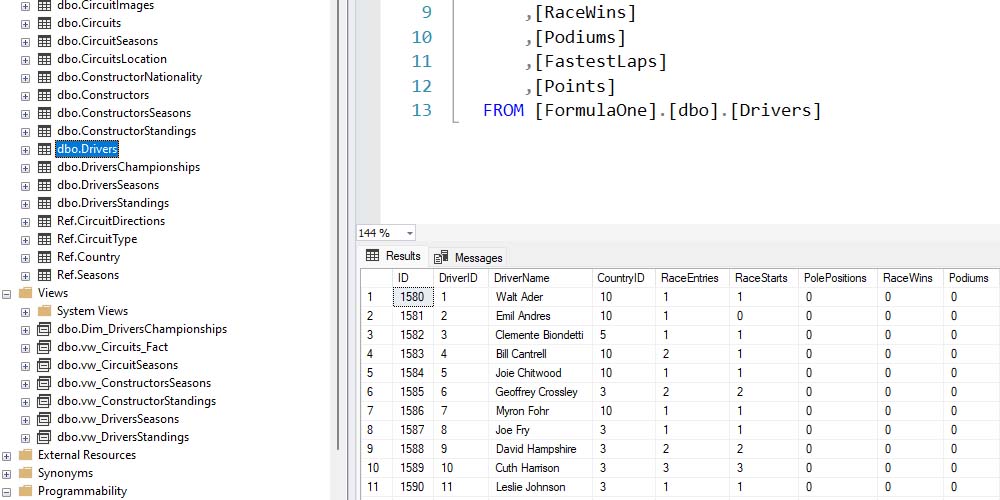 dbo.CircuitImages
dbo.Circuits
dbo.CircuitSeasons
dbo.CircuitsLocation
dbo.ConstructorNationality
dbo.Constructors
dbo.ConstructorsSeasons
dbo.ConstructorStandings
dbo.Drivers
dbo.DriversChampionships
dbo.DriversSeasons
dbo.DriversStandings
Ref.CircuitDirections
Ref.CircuitType
Ref.Country
Ref.Seasons
Views
System Views
dbo.Dim_DriversChampionships
dbo.vw_Circuits_Fact
dbo.vw_CircuitSeasons
dbo.vw_ConstructorsSeasons
dbo.vw_ConstructorStandings
dbo.vw_DriversSeasons
dbo.vw_DriversStandings
External Resources
Synonyms
Programmability
9 ,[RaceWins]
10 ,[Podiums]
11 ,[FastestLaps]
12 ,[Points]
13 FROM [FormulaOne].[dbo].[Drivers]
144 %
Results Messages
ID DriverID DriverName CountryID RaceEntries RaceStarts PolePositions RaceWins Podiums
1 1580 1 Walt Ader 10 1 1 0 0 0
2 1581 2 Emil Andres 10 1 0 0 0 0
3 1582 3 Clemente Biondetti 5 1 1 0 0 0
4 1583 4 Bill Cantrell 10 2 1 0 0 0
5 1584 5 Joie Chitwood 10 1 1 0 0 0
6 1585 6 Geoffrey Crossley 3 2 2 0 0 0
7 1586 7 Myron Fohr 10 1 1 0 0 0
8 1587 8 Joe Fry 3 1 1 0 0 0
9 1588 9 David Hampshire 3 2 2 0 0 0
10 1589 10 Cuth Harrison 3 3 3 0 0 0
11 1590 11 Leslie Johnson 3 1 1 0 0 0